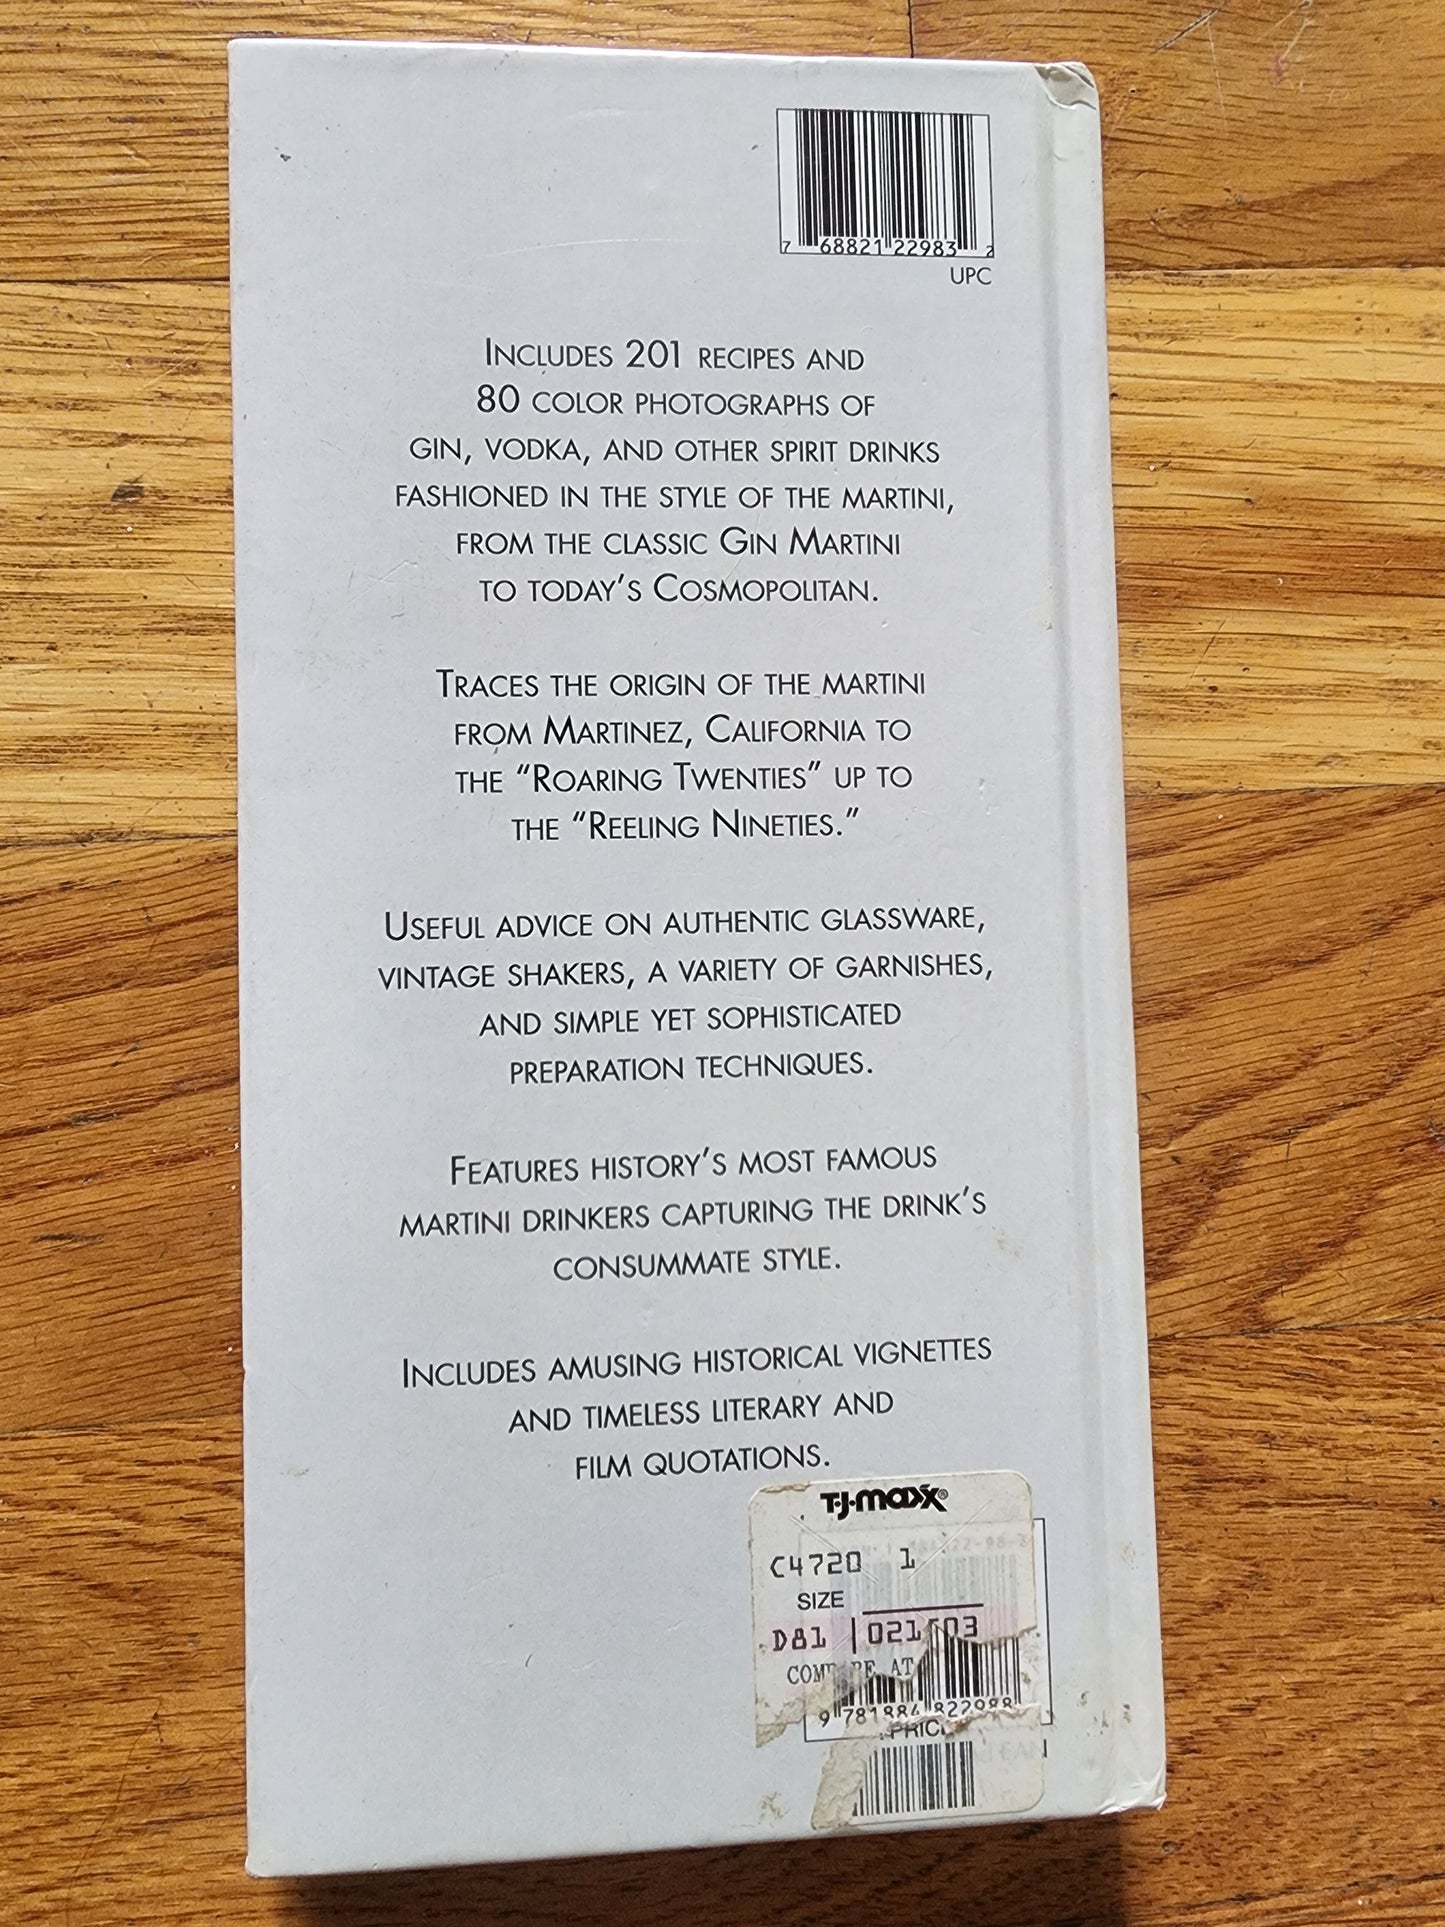 7 68821 22983 2
UPC
INCLUDES 201 RECIPES AND
80 COLOR PHOTOGRAPHS OF
GIN, VODKA, AND OTHER SPIRIT DRINKS
FASHIONED IN THE STYLE OF THE MARTINI,
FROM THE CLASSIC GIN MARTINI
TO TODAY'S COSMOPOLITAN.
TRACES THE ORIGIN OF THE MARTINI
FROM MARTINEZ, CALIFORNIA TO
THE "ROARING TWENTIES" UP TO
THE "REELING NINETIES."
USEFUL ADVICE ON AUTHENTIC GLASSWARE,
VINTAGE SHAKERS, A VARIETY OF GARNISHES,
AND SIMPLE YET SOPHISTICATED
PREPARATION TECHNIQUES.
FEATURES HISTORY'S MOST FAMOUS
MARTINI DRINKERS CAPTURING THE DRINK'S
CONSUMMATE STYLE.
INCLUDES AMUSING HISTORICAL VIGNETTES
AND TIMELESS LITERARY AND
FILM QUOTATIONS.
T·J·maxx®
C4720 1
SIZE
D81
AT
9 781884 822988